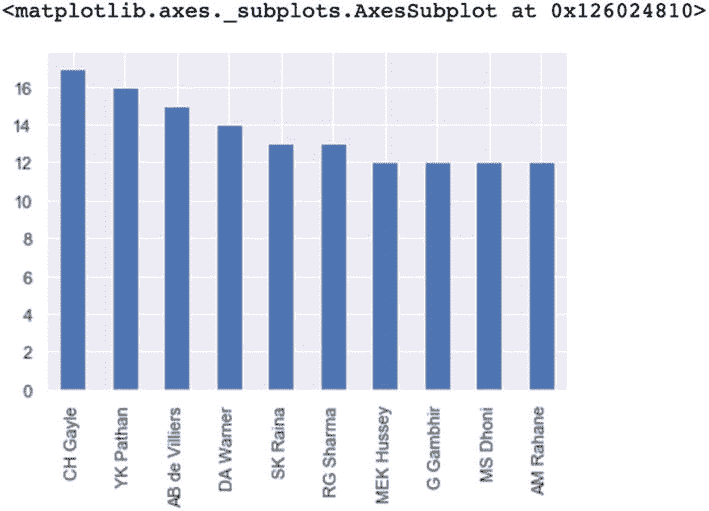 <matplotlib.axes._subplots.AxesSubplot at 0x126024810>
16
14
12
10
8
6
4
2
0
CH Gayle
YK Pathan
AB de Villiers
DA Warner
SK Raina
RG Sharma
MEK Hussey
G Gambhir
MS Dhoni
AM Rahane